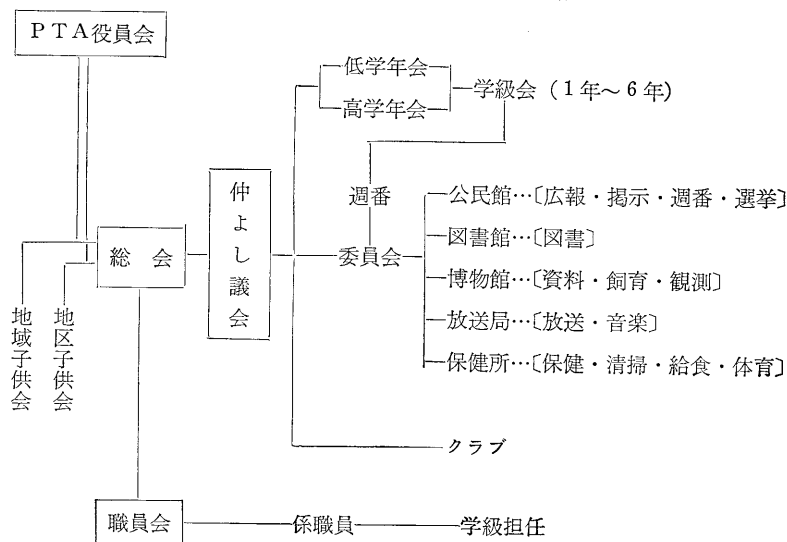 PTA役員会
低学年会
高学年会
学級会（1年～6年）
仲よし議会
週番
総会
委員会
公民館…〔広報・掲示・週番・選挙〕
図書館…〔図書〕
博物館…〔資料・飼育・観測〕
放送局…〔放送・音楽〕
保健所…〔保健・清掃・給食・体育〕
地域子供会
地区子供会
クラブ
職員会
係職員
学級担任